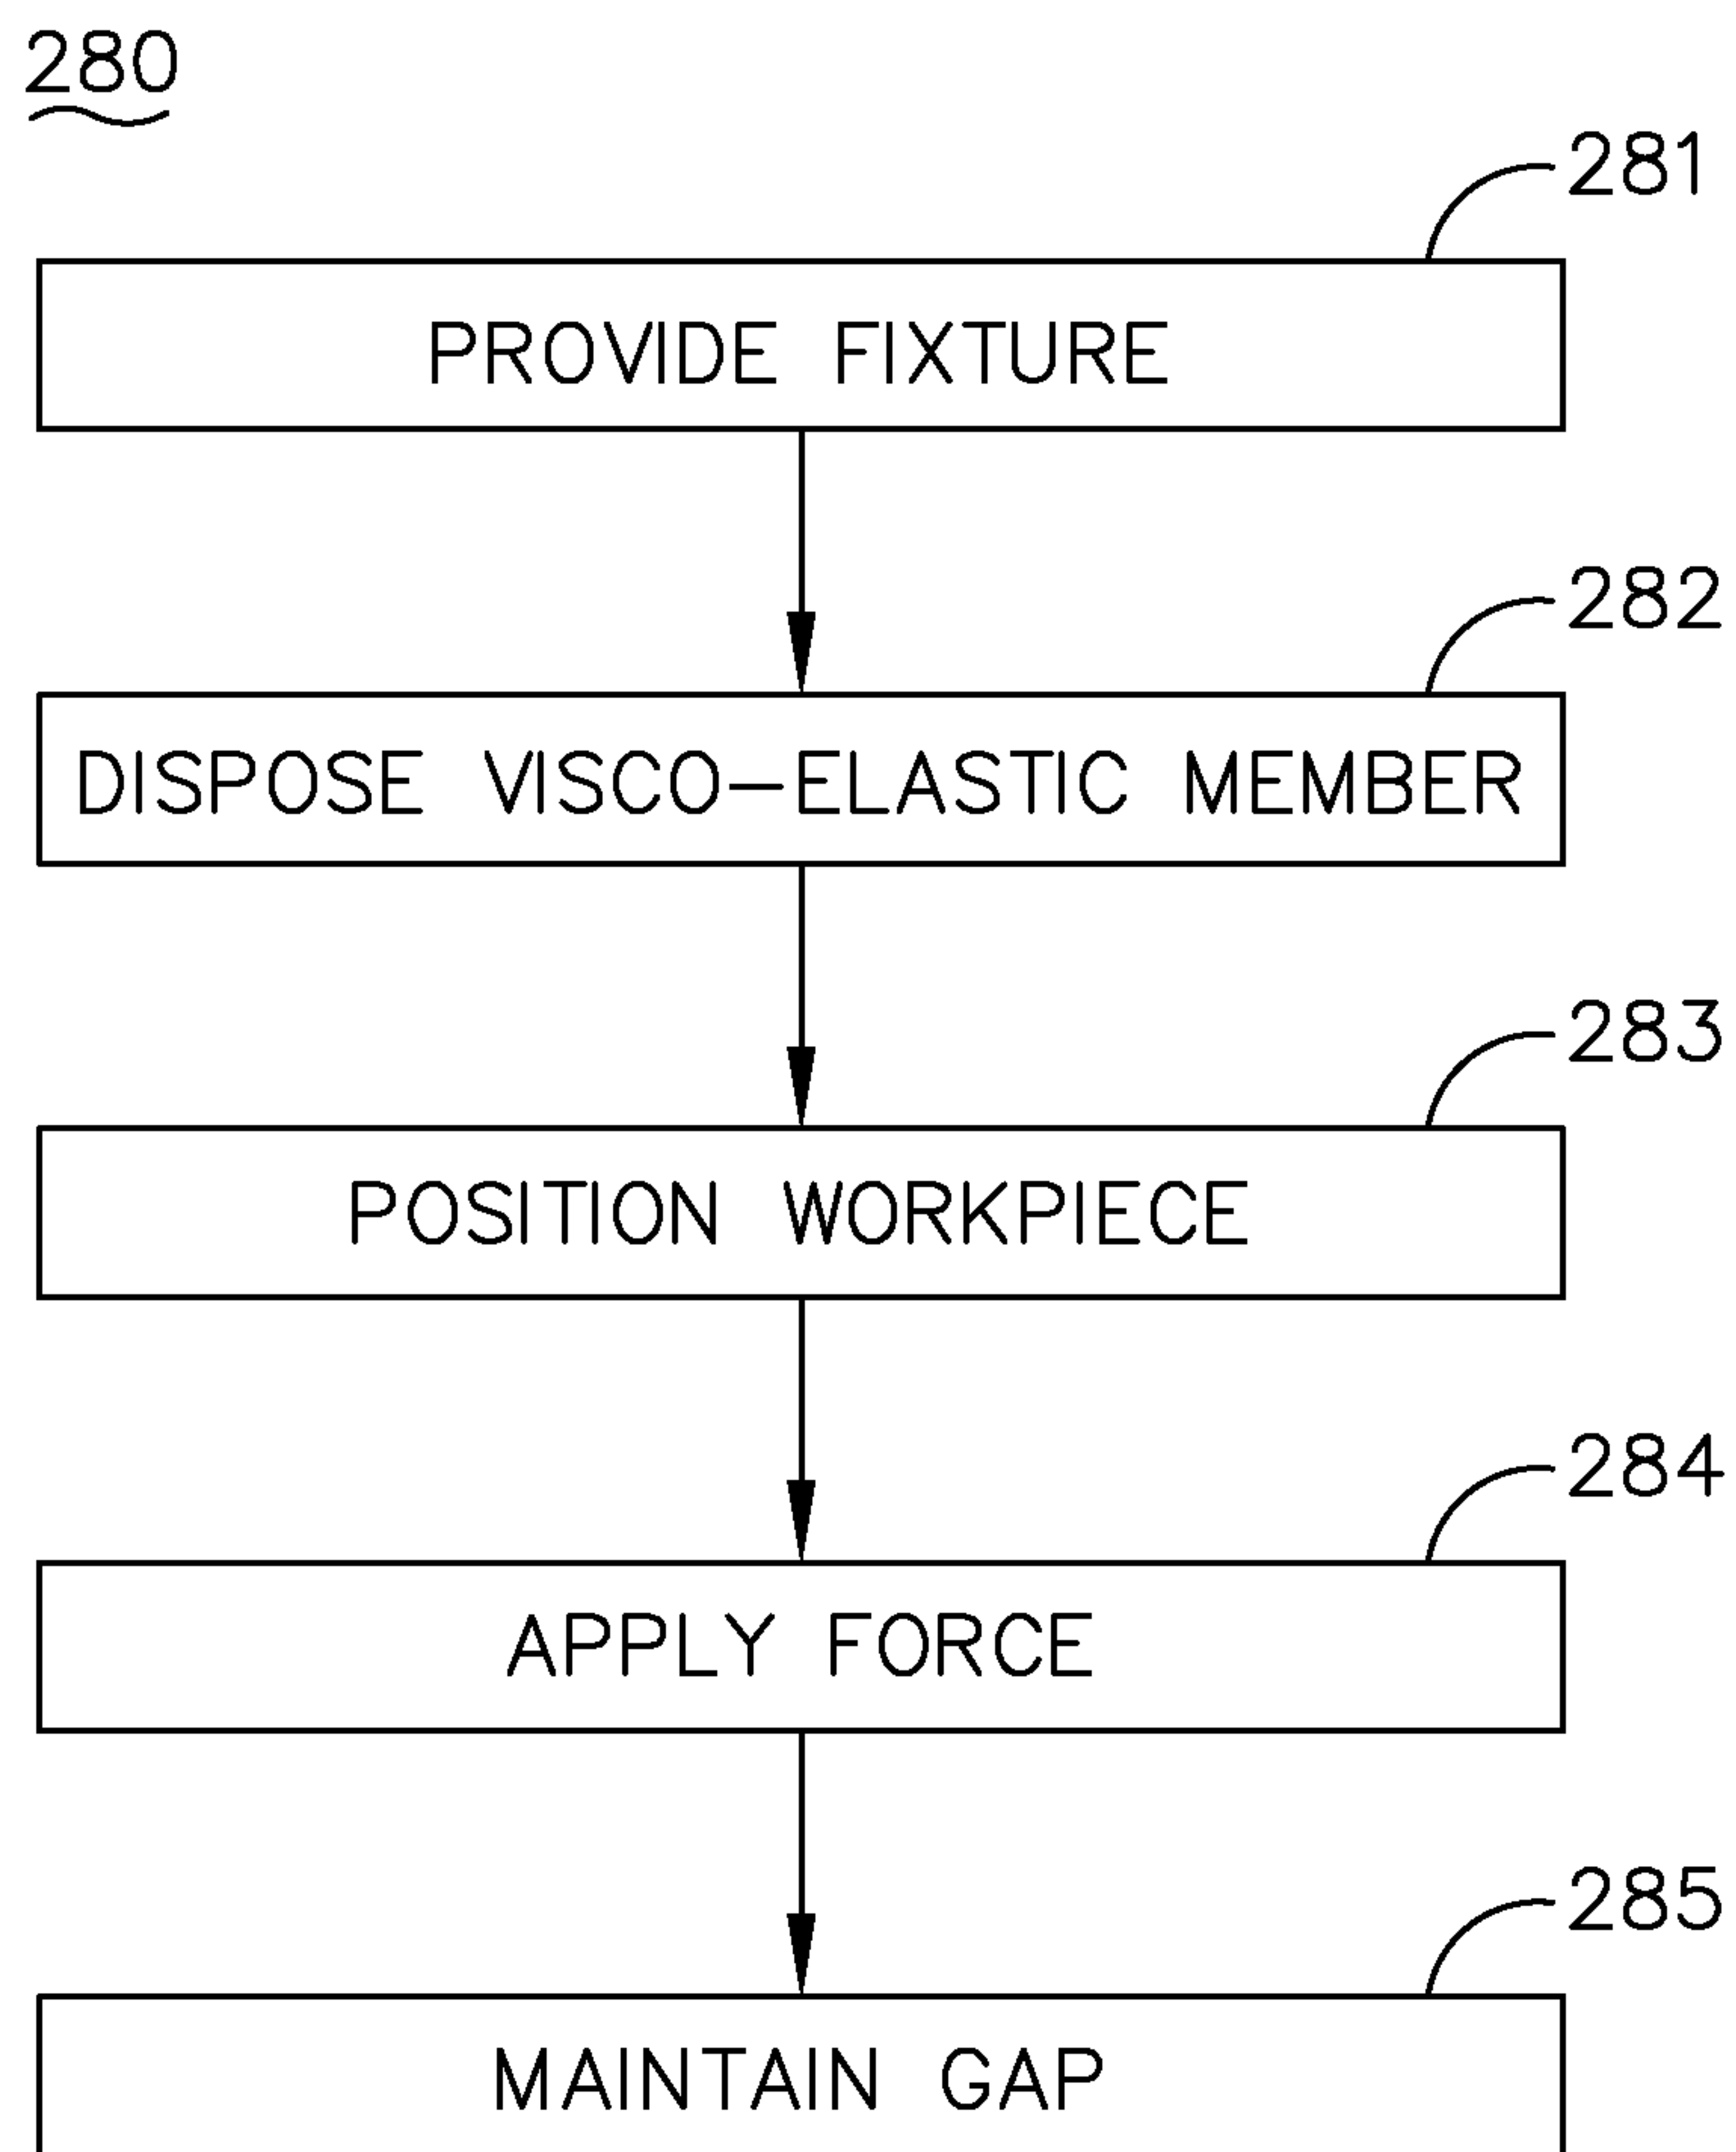 280
281
PROVIDE FIXTURE
282
DISPOSE VISCO-ELASTIC MEMBER
283
POSITION WORKPIECE
284
APPLY FORCE
285
MAINTAIN GAP